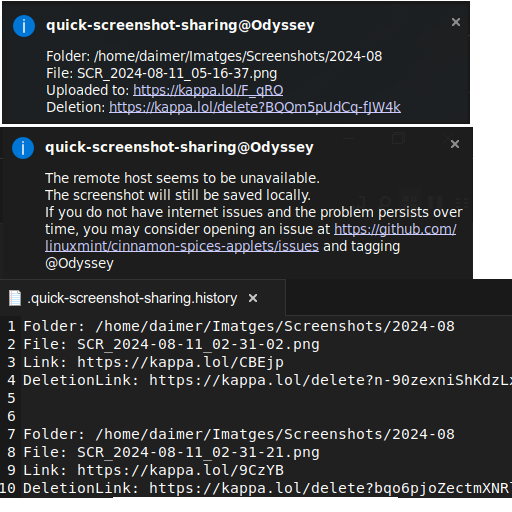 quick-screenshot-sharing@Odyssey
Folder: /home/daimer/Imatges/Screenshots/2024-08
File: SCR_2024-08-11_05-16-37.png
Uploaded to: https://kappa.lol/F_qRO
Deletion: https://kappa.lol/delete?BQQm5pUdCq-fJW4k
quick-screenshot-sharing@Odyssey
The remote host seems to be unavailable.
The screenshot will still be saved locally.
If you do not have internet issues and the problem persists over
time, you may consider opening an issue at https://github.com/
linuxmint/cinnamon-spices-applets/issues and tagging
@Odyssey
.quick-screenshot-sharing.history
1 Folder: /home/daimer/Imatges/Screenshots/2024-08
2 File: SCR_2024-08-11_02-31-02.png
3 Link: https://kappa.lol/CBEjp
4 DeletionLink: https://kappa.lol/delete?n-90zexniShKdzL
5
6
7 Folder: /home/daimer/Imatges/Screenshots/2024-08
8 File: SCR_2024-08-11_02-31-21.png
9 Link: https://kappa.lol/9CzYB
10 DeletionLink: https://kappa.lol/delete?bqo6pjoZectmXNR